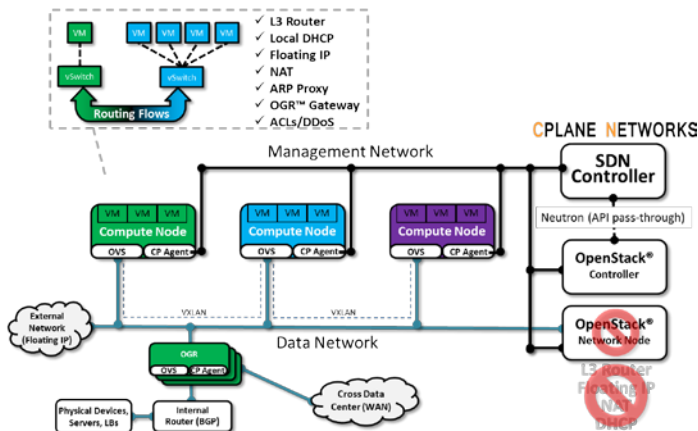 VM
VM VM VM VM
vSwitch
vSwitch
Routing Flows
✓ L3 Router
✓ Local DHCP
✓ Floating IP
✓ NAT
✓ ARP Proxy
✓ OGR™ Gateway
✓ ACLs/DDoS
CPLANE NETWORKS
Management Network
SDN
Controller
Neutron (API pass-through)
VM VM VM
Compute Node
OVS CP Agent
VM VM VM
Compute Node
OVS CP Agent
VM VM VM
Compute Node
OVS CP Agent
OpenStack®
Controller
VXLAN
VXLAN
External
Network
(Floating IP)
Data Network
OpenStack®
Network Node
L3 Router
Floating IP
NAT
DHCP
OGR
OVS CP Agent
Cross Data
Center (WAN)
Physical Devices,
Servers, LBs
Internal
Router (BGP)